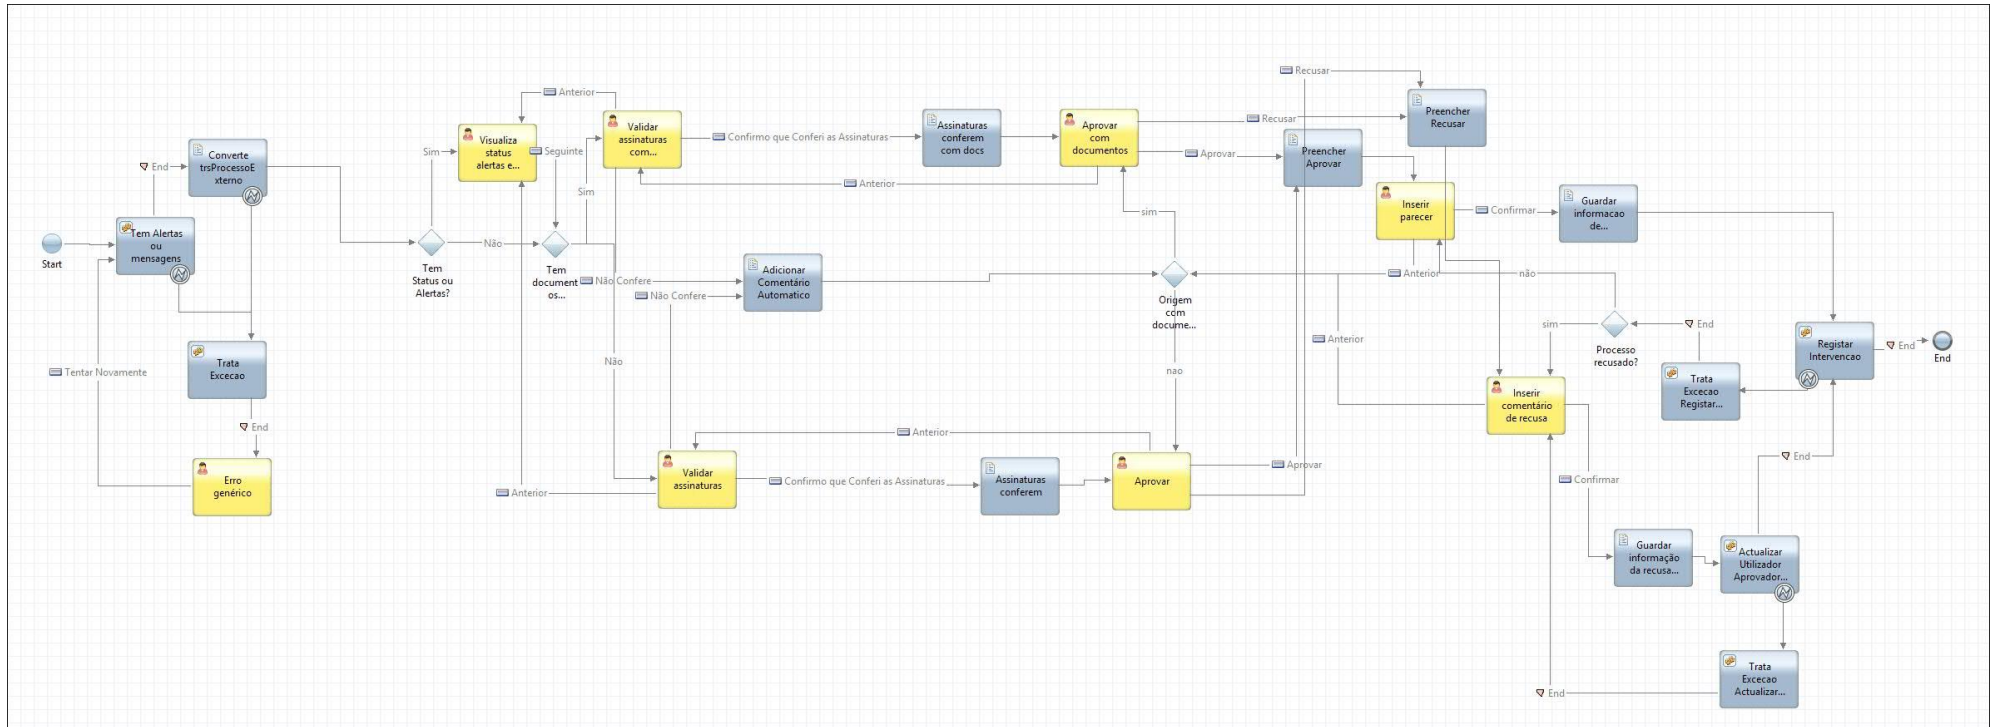 Start
Tem Alertas
ou
mensagens
End
Converte
trsProcessoE
xterno
Trata
Excecao
End
Erro
genérico
Tentar Novamente
Tem
Status ou
Alertas?
Sim
Não
Visualiza
status
alertas e...
Anterior
Seguinte
Tem
document
os...
Sim
Não
Validar
assinaturas
com...
Confirmo que Conferi as Assinaturas
Assinaturas
conferem
com docs
Aprovar
com
documentos
Anterior
Recusar
Recusar
Aprovar
Preencher
Recusar
Preencher
Aprovar
Inserir
parecer
Confirmar
Guardar
informacao
de...
Não Confere
Não Confere
Adicionar
Comentário
Automatico
Origem
com
docume...
sim
nao
Anterior
não
Anterior
sim
Processo
recusado?
End
Trata
Excecao
Registar...
Registar
Intervencao
End
End
Inserir
comentário
de recusa
Validar
assinaturas
Anterior
Anterior
Confirmo que Conferi as Assinaturas
Assinaturas
conferem
Aprovar
Aprovar
Confirmar
End
Guardar
informação
da recusa...
Actualizar
Utilizador
Aprovador...
Trata
Excecao
Actualizar...
End